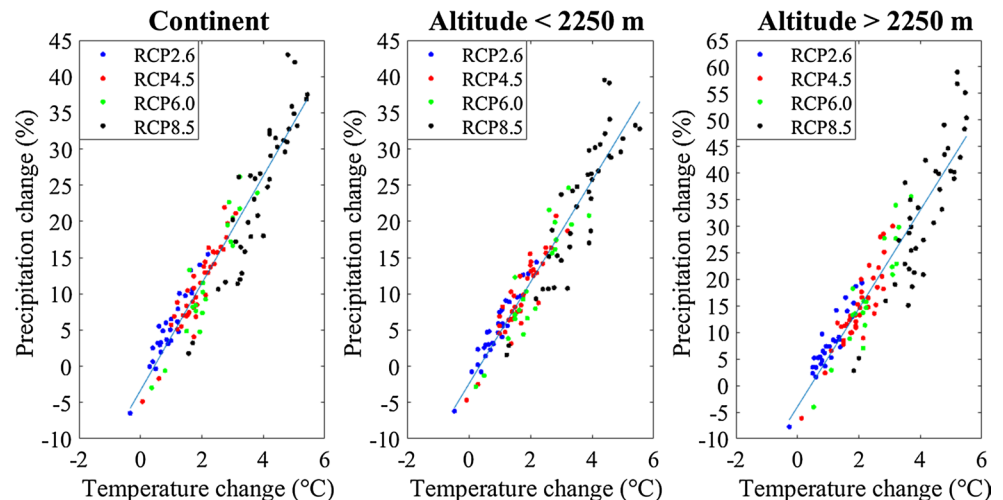 Continent
Altitude < 2250 m
Altitude > 2250 m
Precipitation change (%)
45
40
35
30
25
20
15
10
5
0
-5
-10
RCP2.6
RCP4.5
RCP6.0
RCP8.5
-2
0
2
4
6
Temperature change (°C)
Precipitation change (%)
45
40
35
30
25
20
15
10
5
0
-5
-10
RCP2.6
RCP4.5
RCP6.0
RCP8.5
-2
0
2
4
6
Temperature change (°C)
Precipitation change (%)
65
60
55
50
45
40
35
30
25
20
15
10
5
0
-5
-10
RCP2.6
RCP4.5
RCP6.0
RCP8.5
-2
0
2
4
6
Temperature change (°C)